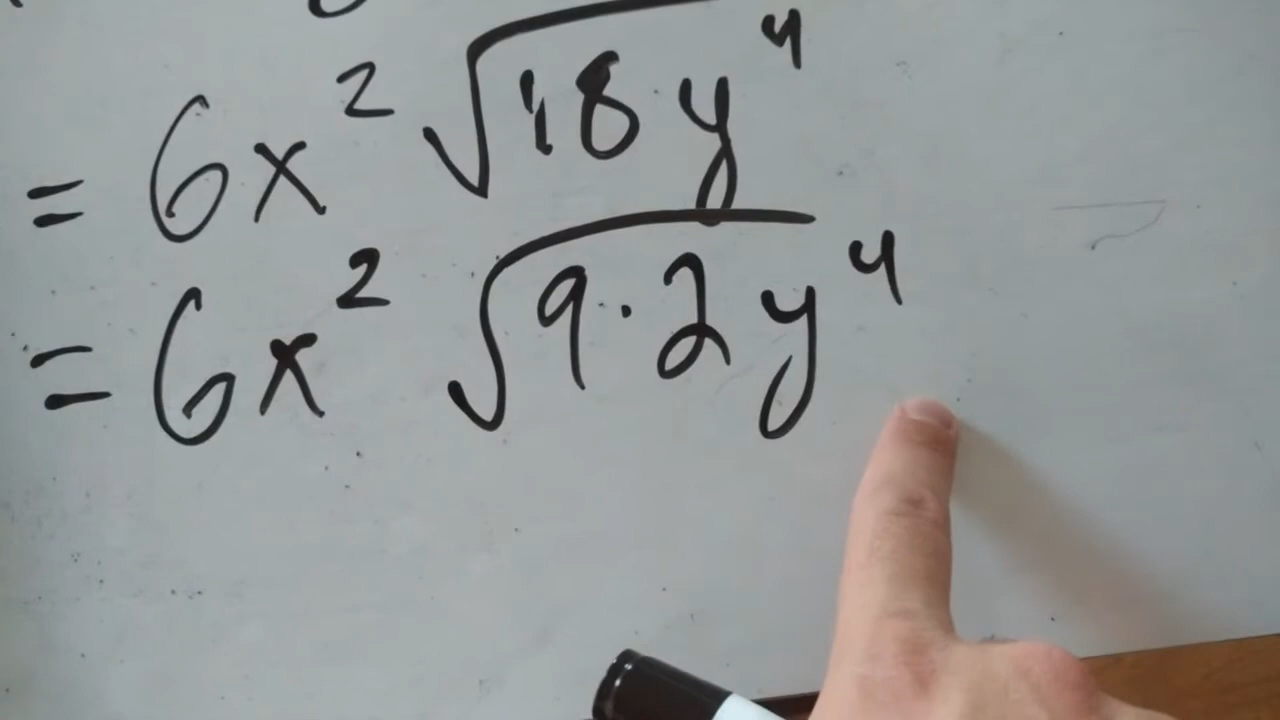 = 6x² √18y⁴
= 6x² √9·2y⁴